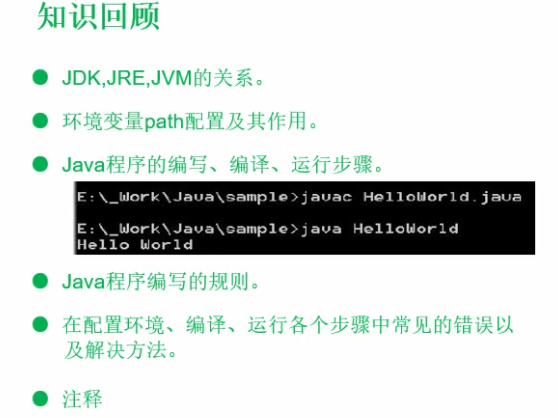 知识回顾
JDK,JRE,JVM的关系。
环境变量path配置及其作用。
Java程序的编写、编译、运行步骤。
E:\_Work\Java\sample>javac HelloWorld.java
E:\_Work\Java\sample>java HelloWorld
Hello World
Java程序编写的规则。
在配置环境、编译、运行各个步骤中常见的错误以
及解决方法。
注释